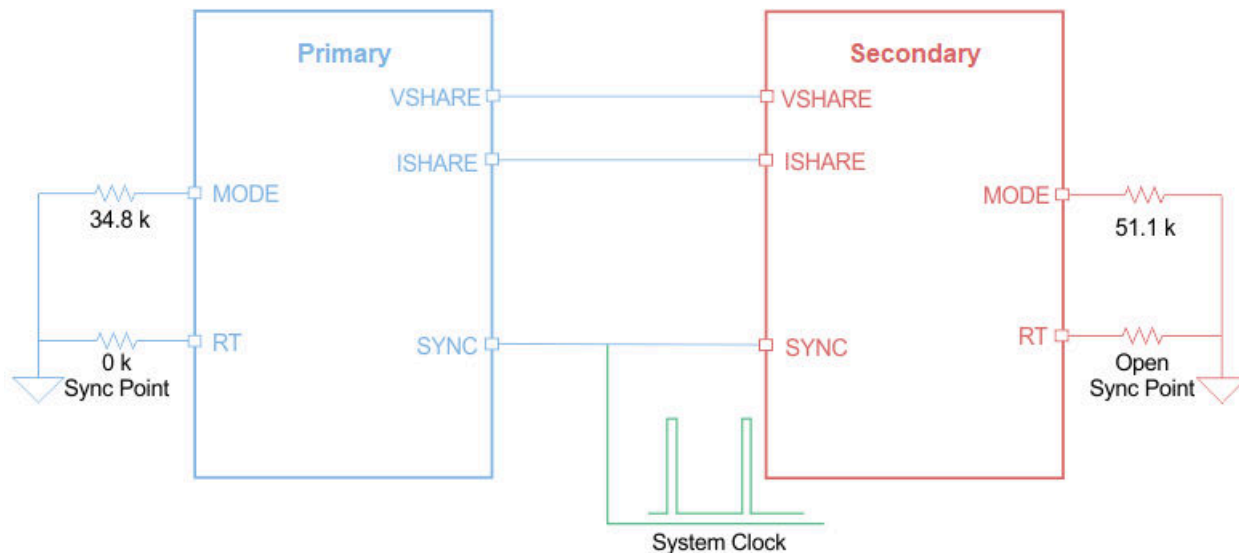 Primary
Secondary
VSHARE
VSHARE
ISHARE
ISHARE
MODE
34.8 k
MODE
51.1 k
RT
0 k
Sync Point
SYNC
SYNC
RT
Open
Sync Point
System Clock